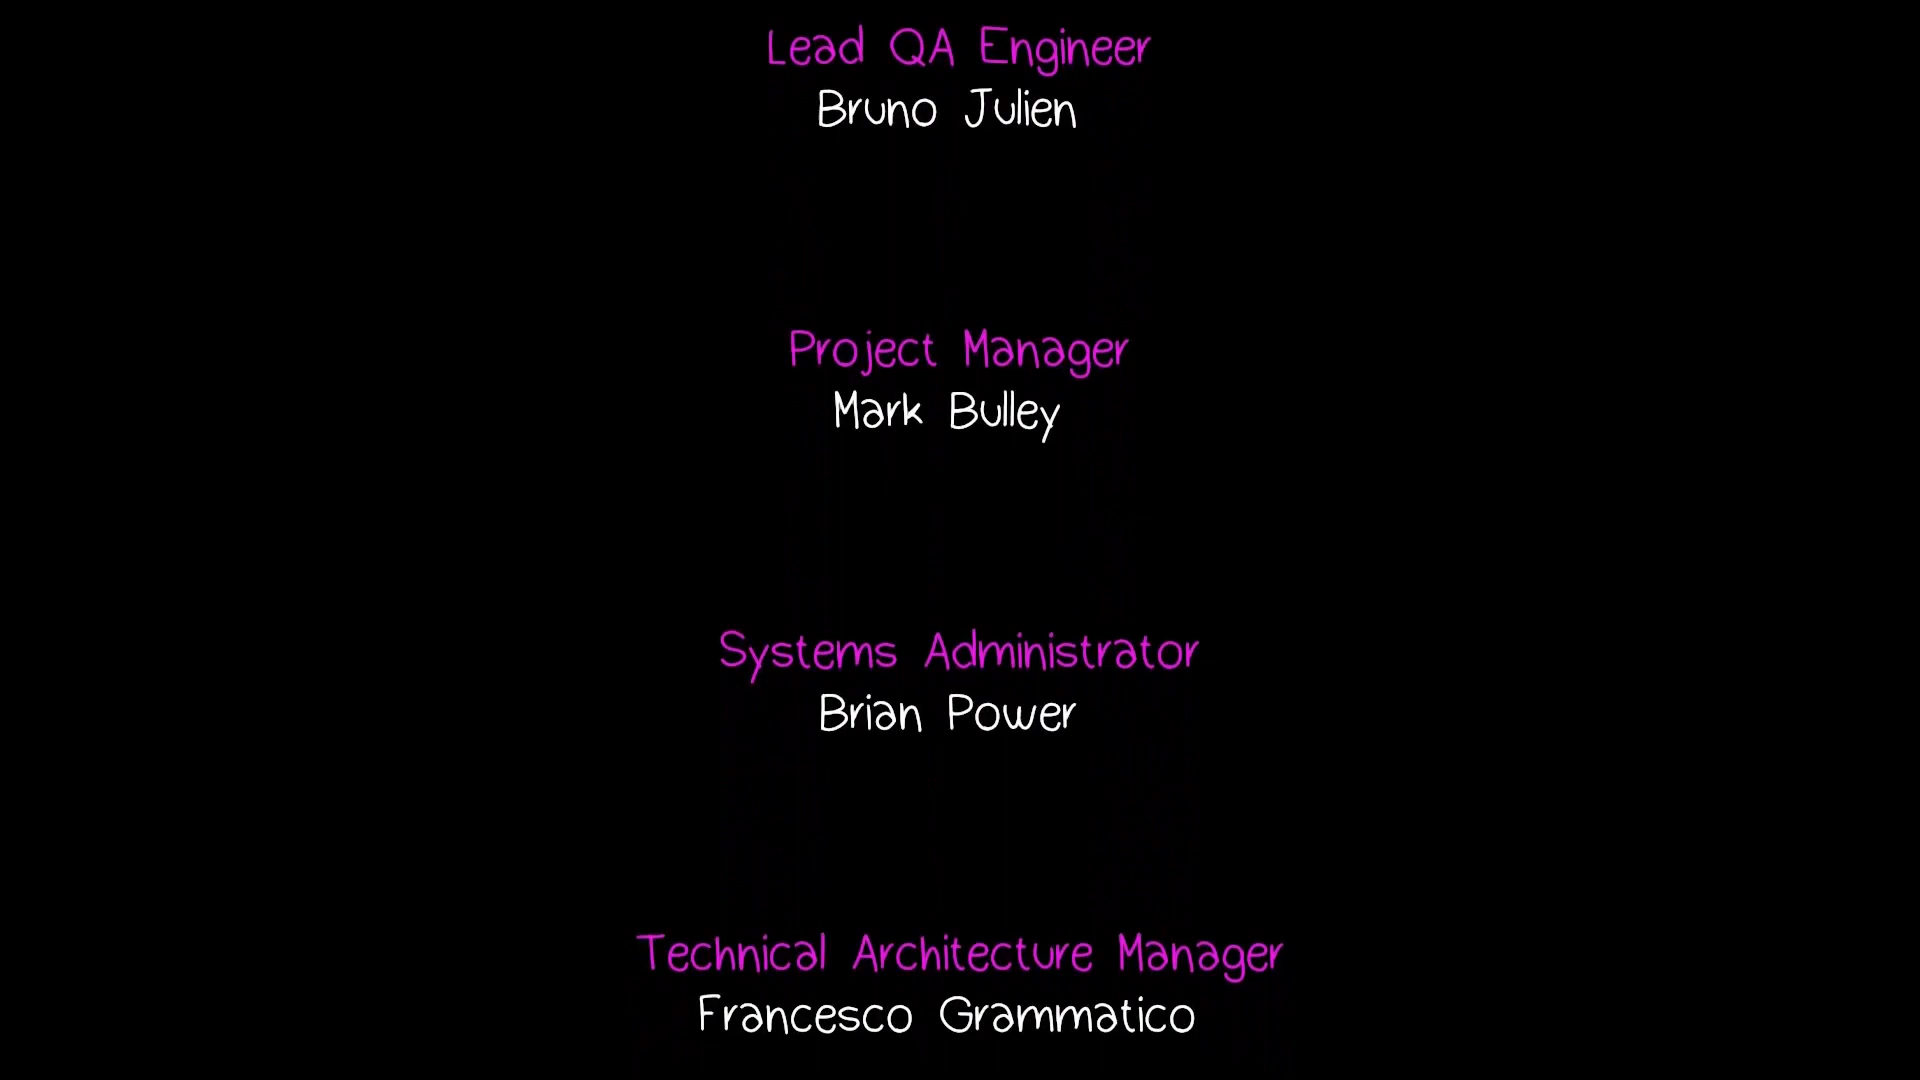 Lead QA Engineer
Bruno Julien
Project Manager
Mark Bulley
Systems Administrator
Brian Power
Technical Architecture Manager
Francesco Grammatico